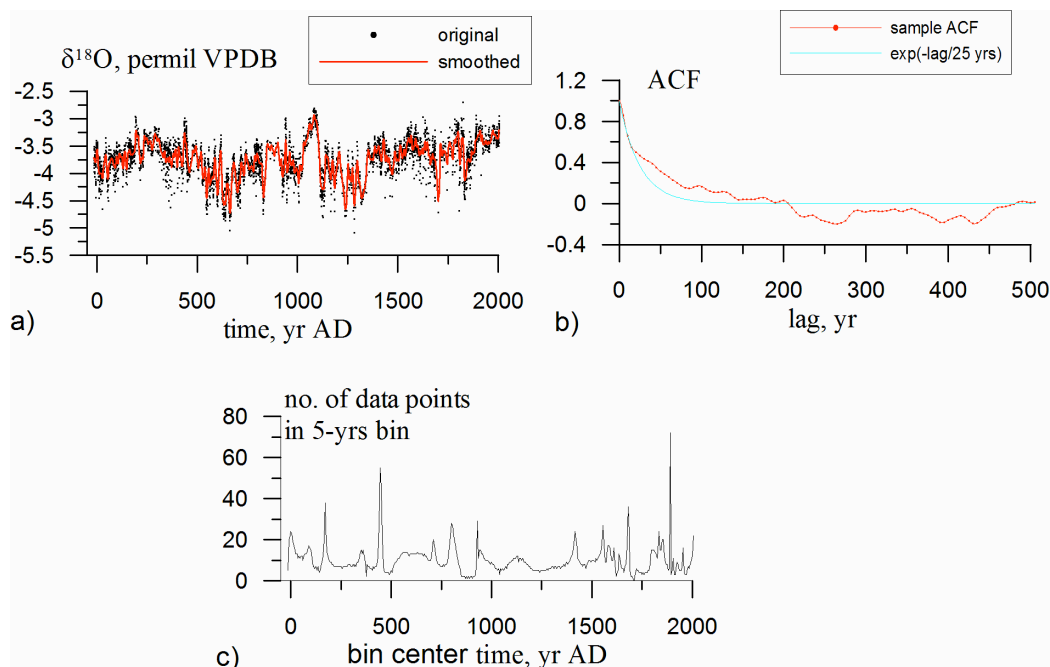 original
smoothed
δ¹⁸O, permil VPDB
-2.5
-3
-3.5
-4
-4.5
-5
-5.5
0
500
1000
1500
2000
time, yr AD
a)
sample ACF
exp(-lag/25 yrs)
ACF
1.2
0.8
0.4
0
-0.4
0
100
200
300
400
500
lag, yr
b)
no. of data points
in 5-yrs bin
80
60
40
20
0
0
500
1000
1500
2000
bin center time, yr AD
c)